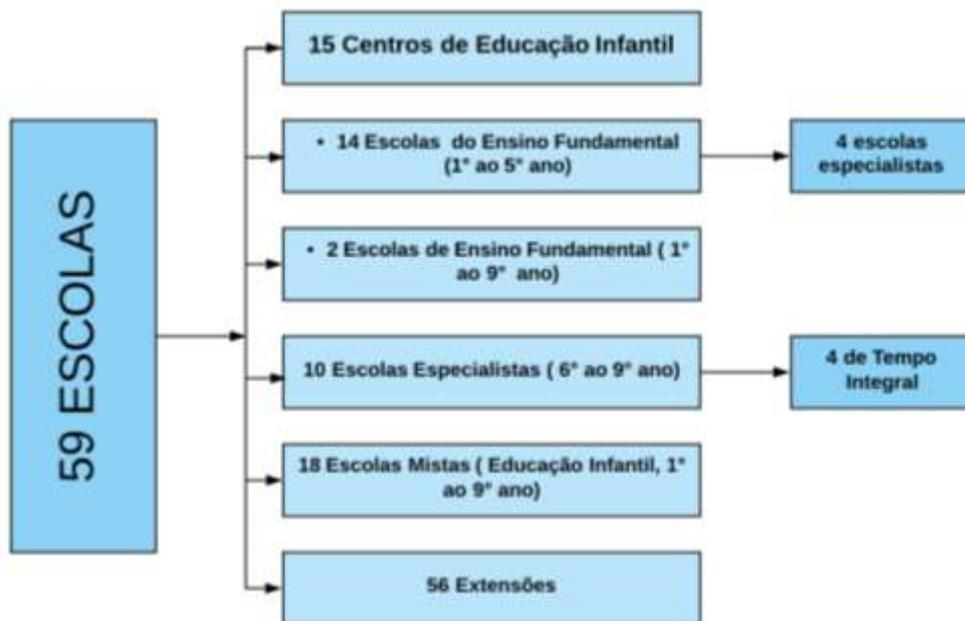 59 ESCOLAS
15 Centros de Educação Infantil
• 14 Escolas do Ensino Fundamental
(1° ao 5° ano)
4 escolas
especialistas
• 2 Escolas de Ensino Fundamental ( 1°
ao 9° ano)
10 Escolas Especialistas ( 6° ao 9° ano)
4 de Tempo
Integral
18 Escolas Mistas ( Educação Infantil, 1°
ao 9° ano)
56 Extensões